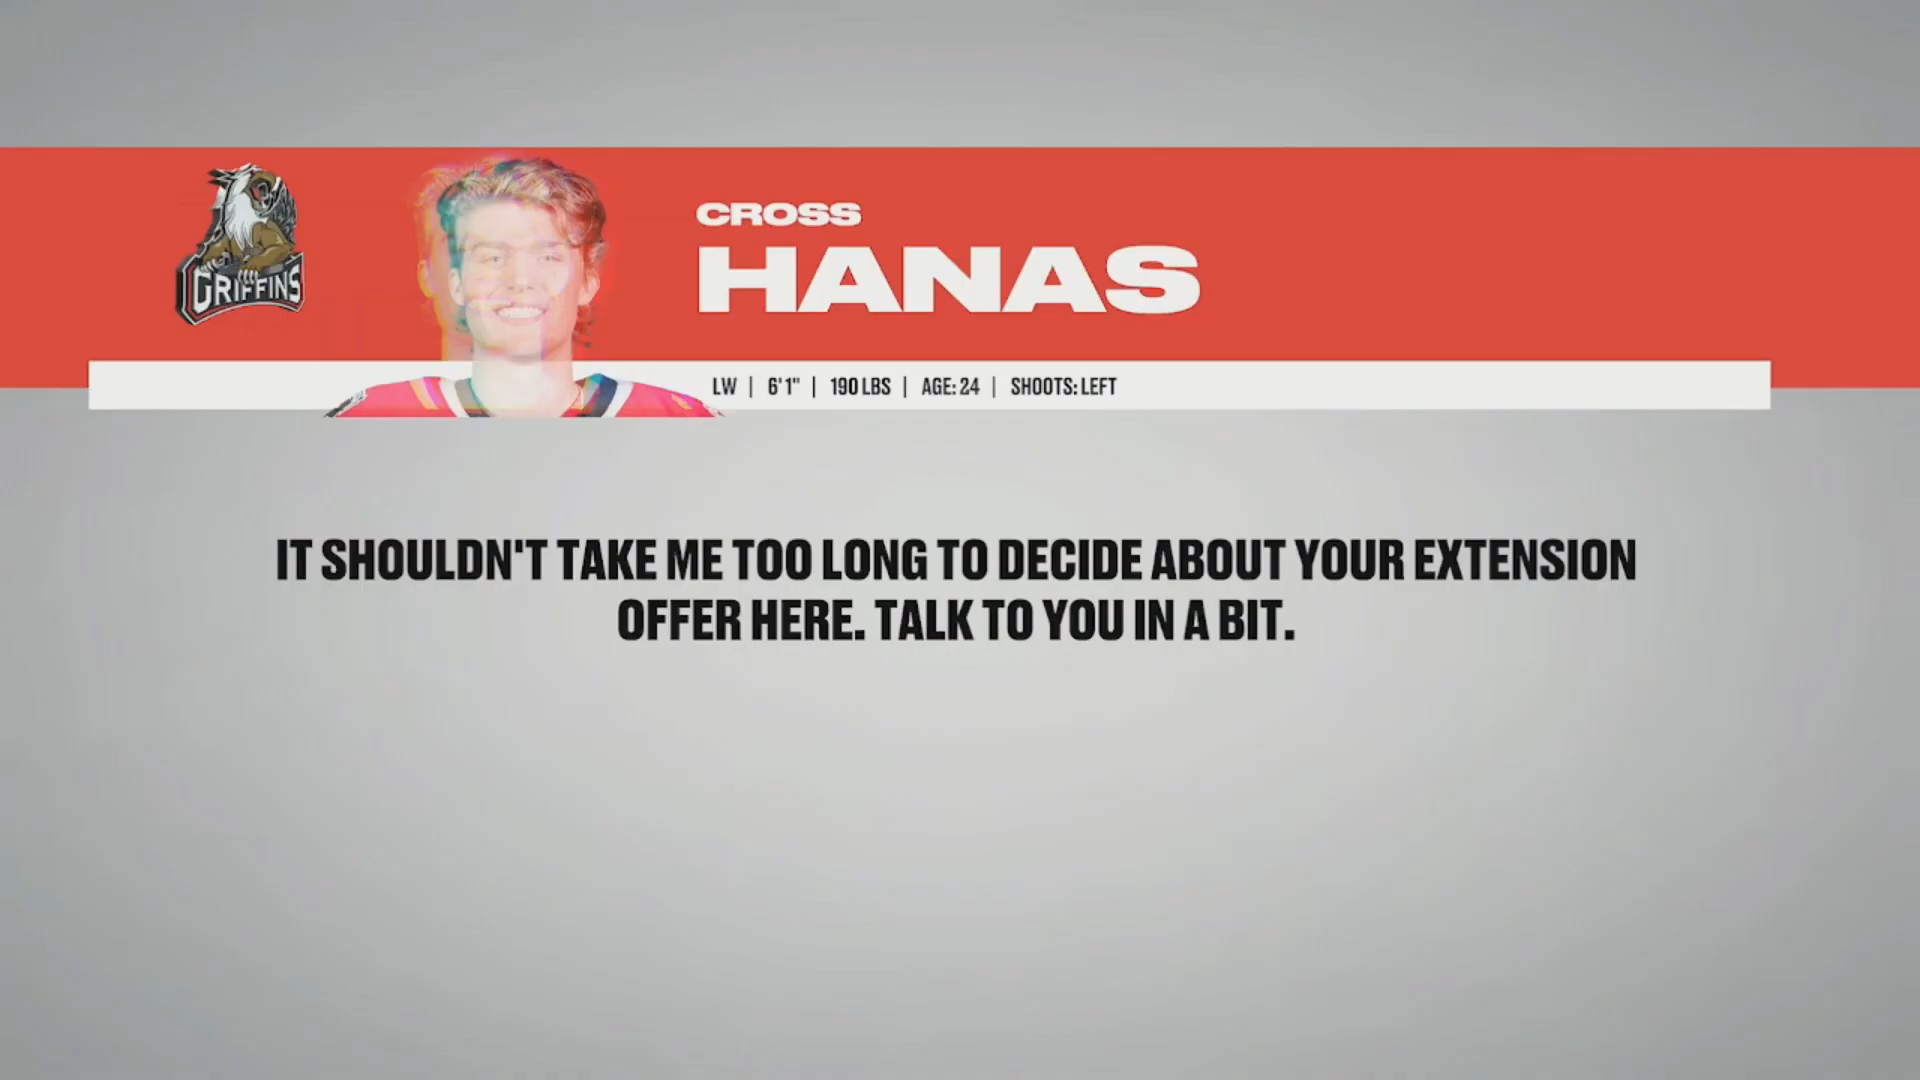 GRIFFINS
CROSS
HANAS
LW | 6'1" | 190 LBS | AGE: 24 | SHOOTS: LEFT
IT SHOULDN'T TAKE ME TOO LONG TO DECIDE ABOUT YOUR EXTENSION
OFFER HERE. TALK TO YOU IN A BIT.